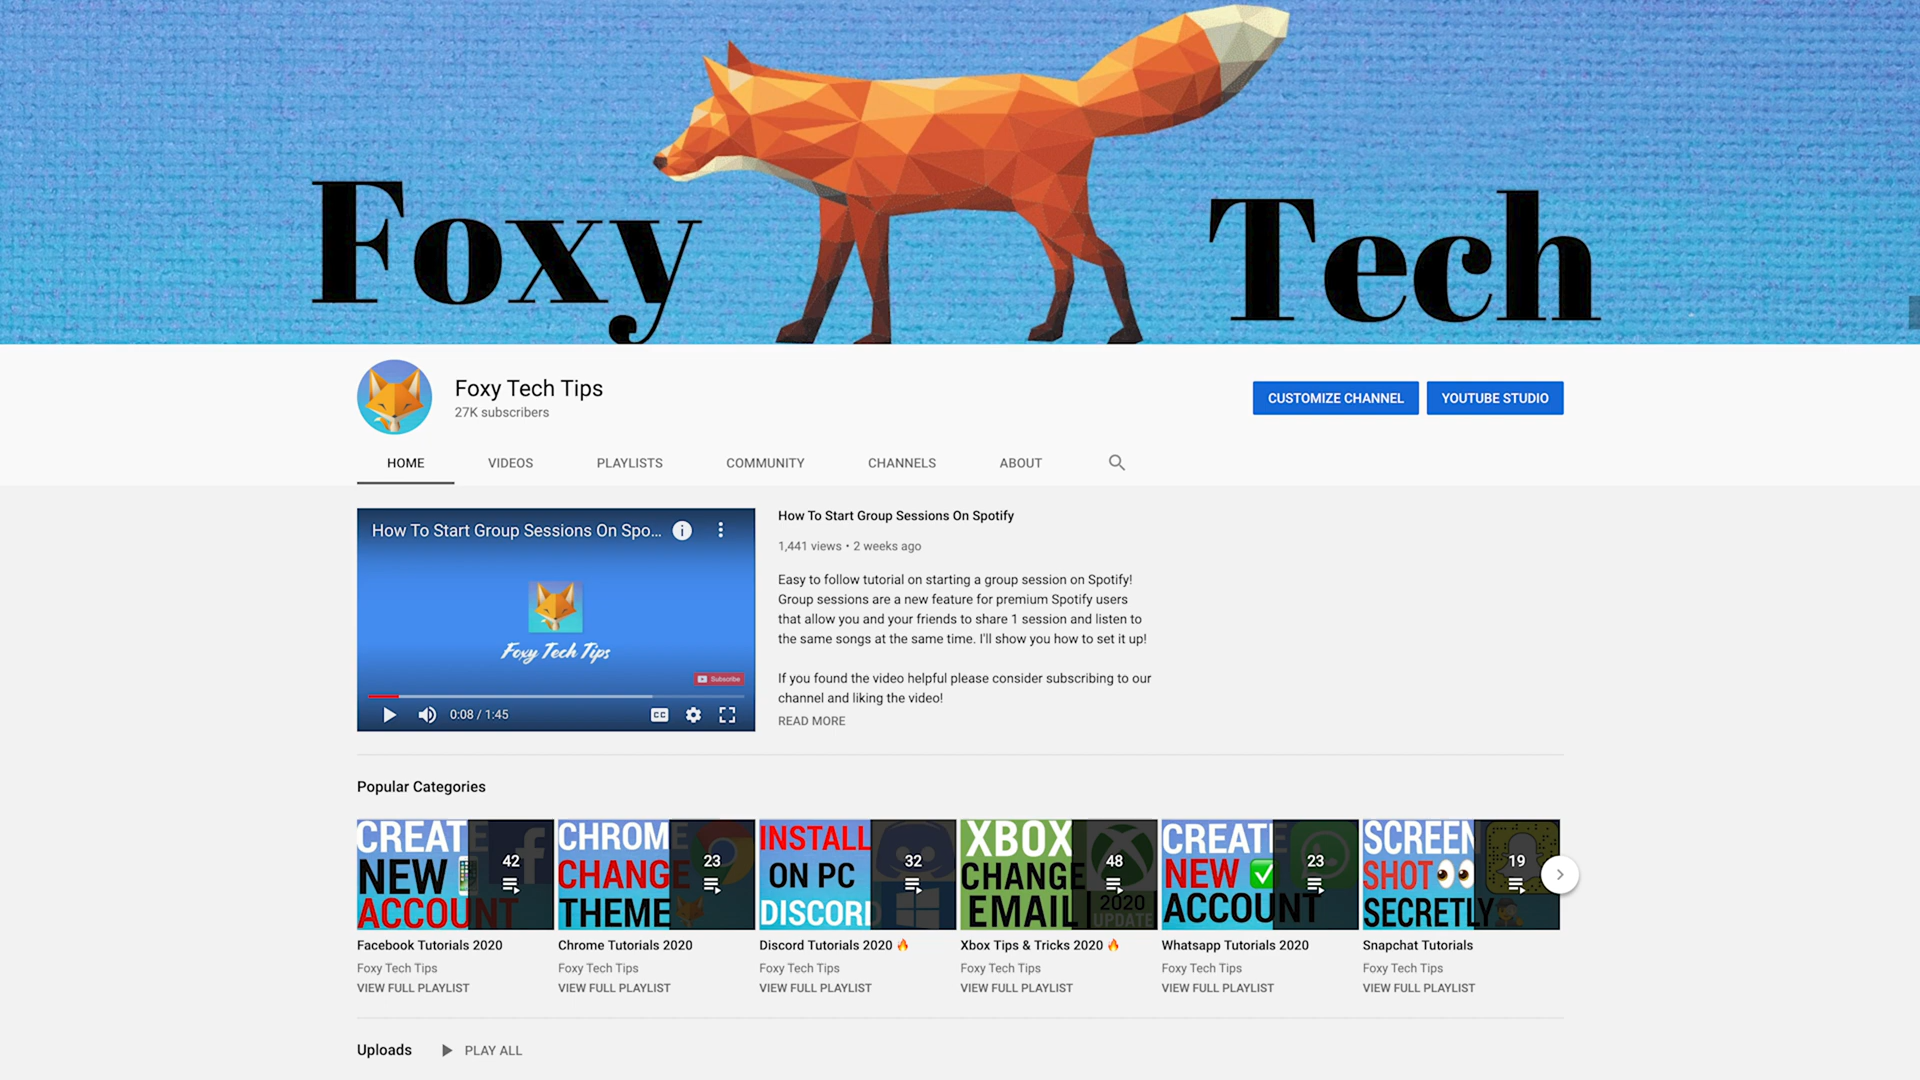 Foxy Tech
Foxy Tech Tips
27K subscribers
CUSTOMIZE CHANNEL
YOUTUBE STUDIO
HOME
VIDEOS
PLAYLISTS
COMMUNITY
CHANNELS
ABOUT
How To Start Group Sessions On Spo...
Foxy Tech Tips
Subscribe
0:08 / 1:45
CC
How To Start Group Sessions On Spotify
1,441 views • 2 weeks ago
Easy to follow tutorial on starting a group session on Spotify!
Group sessions are a new feature for premium Spotify users
that allow you and your friends to share 1 session and listen to
the same songs at the same time. I'll show you how to set it up!
If you found the video helpful please consider subscribing to our
channel and liking the video!
READ MORE
Popular Categories
CREATE
NEW
ACCOUNT
42
Facebook Tutorials 2020
Foxy Tech Tips
VIEW FULL PLAYLIST
CHROME
CHANGE
THEME
23
Chrome Tutorials 2020
Foxy Tech Tips
VIEW FULL PLAYLIST
INSTALL
ON PC
DISCORD
32
Discord Tutorials 2020 🔥
Foxy Tech Tips
VIEW FULL PLAYLIST
XBOX
CHANGE
EMAIL
2020
UPDATE
48
Xbox Tips & Tricks 2020 🔥
Foxy Tech Tips
VIEW FULL PLAYLIST
CREATE
NEW ✅
ACCOUNT
23
Whatsapp Tutorials 2020
Foxy Tech Tips
VIEW FULL PLAYLIST
SCREEN
SHOT 👀
SECRETLY
19
Snapchat Tutorials
Foxy Tech Tips
VIEW FULL PLAYLIST
Uploads
PLAY ALL